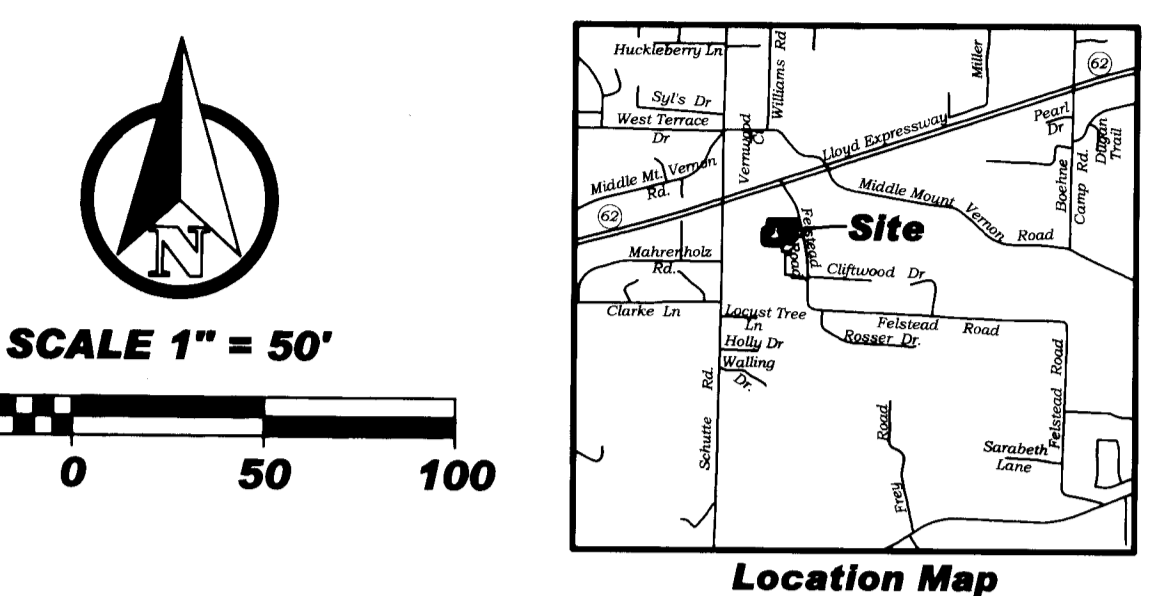 N
SCALE 1" = 50'
0 50 100
Huckleberry Ln
Williams Rd
Miller
62
Syl's Dr
West Terrace
Dr
Vernwood
Lloyd Expressway
Pearl
Dr
Dugan
Trail
Boehne
Camp Rd.
Middle Mt. Vernon
Rd.
62
Middle Mount
Vernon
Road
Felstead
Road
Site
Mahrenholz
Rd.
Cliftwood Dr
Clarke Ln
Locust Tree
Ln
Felstead Road
Holly Dr
Rosser Dr.
Walling
Dr.
Schutte Rd.
Felstead Road
Frey Road
Sarabeth
Lane
Location Map